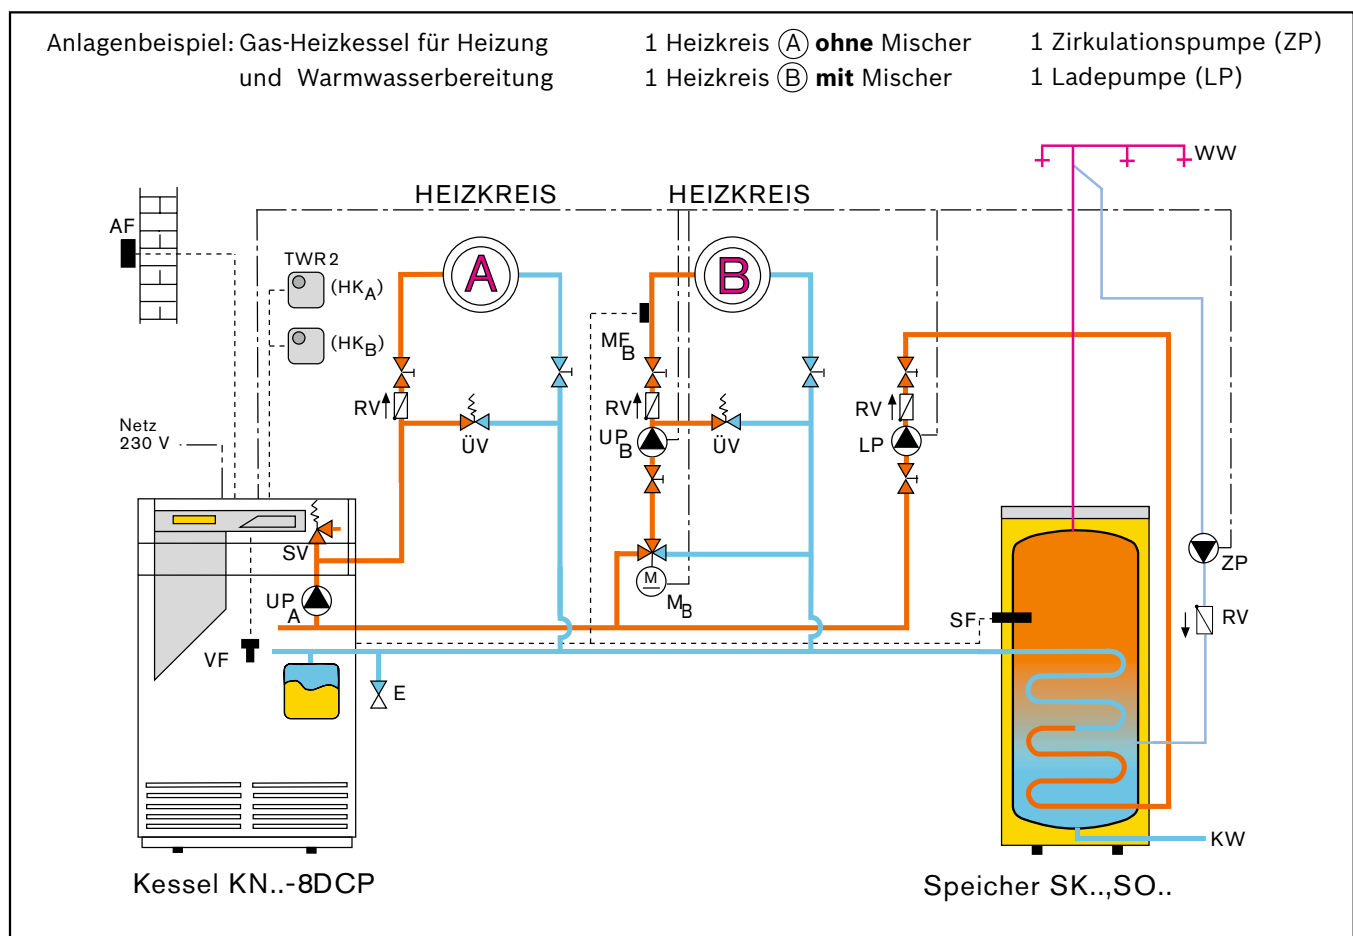 Anlagenbeispiel: Gas-Heizkessel für Heizung
und Warmwasserbereitung
1 Heizkreis A ohne Mischer
1 Heizkreis B mit Mischer
1 Zirkulationspumpe (ZP)
1 Ladepumpe (LP)
WW
HEIZKREIS
HEIZKREIS
AF
TWR2
(HKA)
(HKB)
A
B
MFB
RV
RV
RV
ÜV
UPB
ÜV
LP
Netz
230 V
SV
M
MB
ZP
UPA
SF
RV
VF
E
KW
Kessel KN..-8DCP
Speicher SK..,SO..